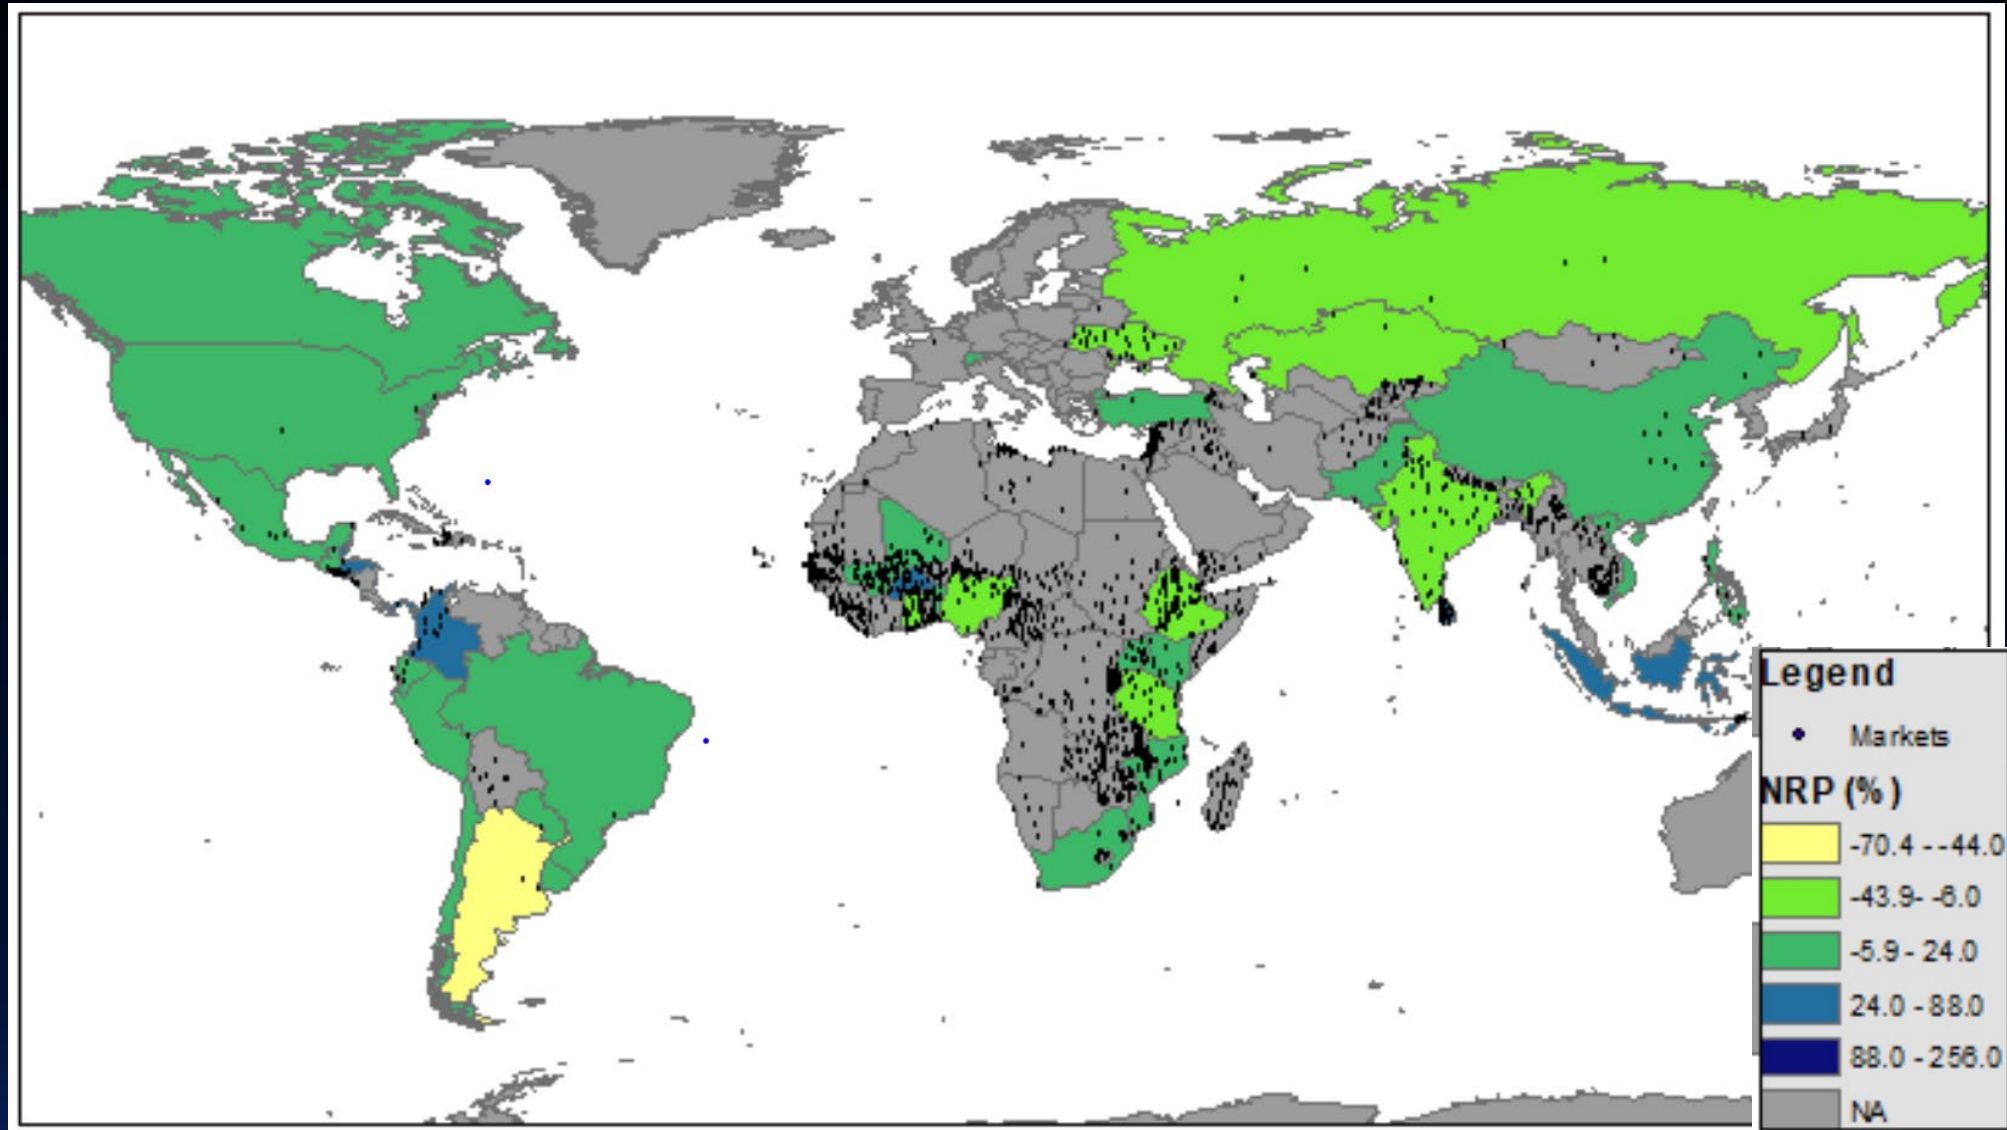 Legend
Markets
NRP (%)
-70.4 - -44.0
-43.9- -6.0
-5.9 - 24.0
24.0 - 88.0
88.0 - 256.0
NA